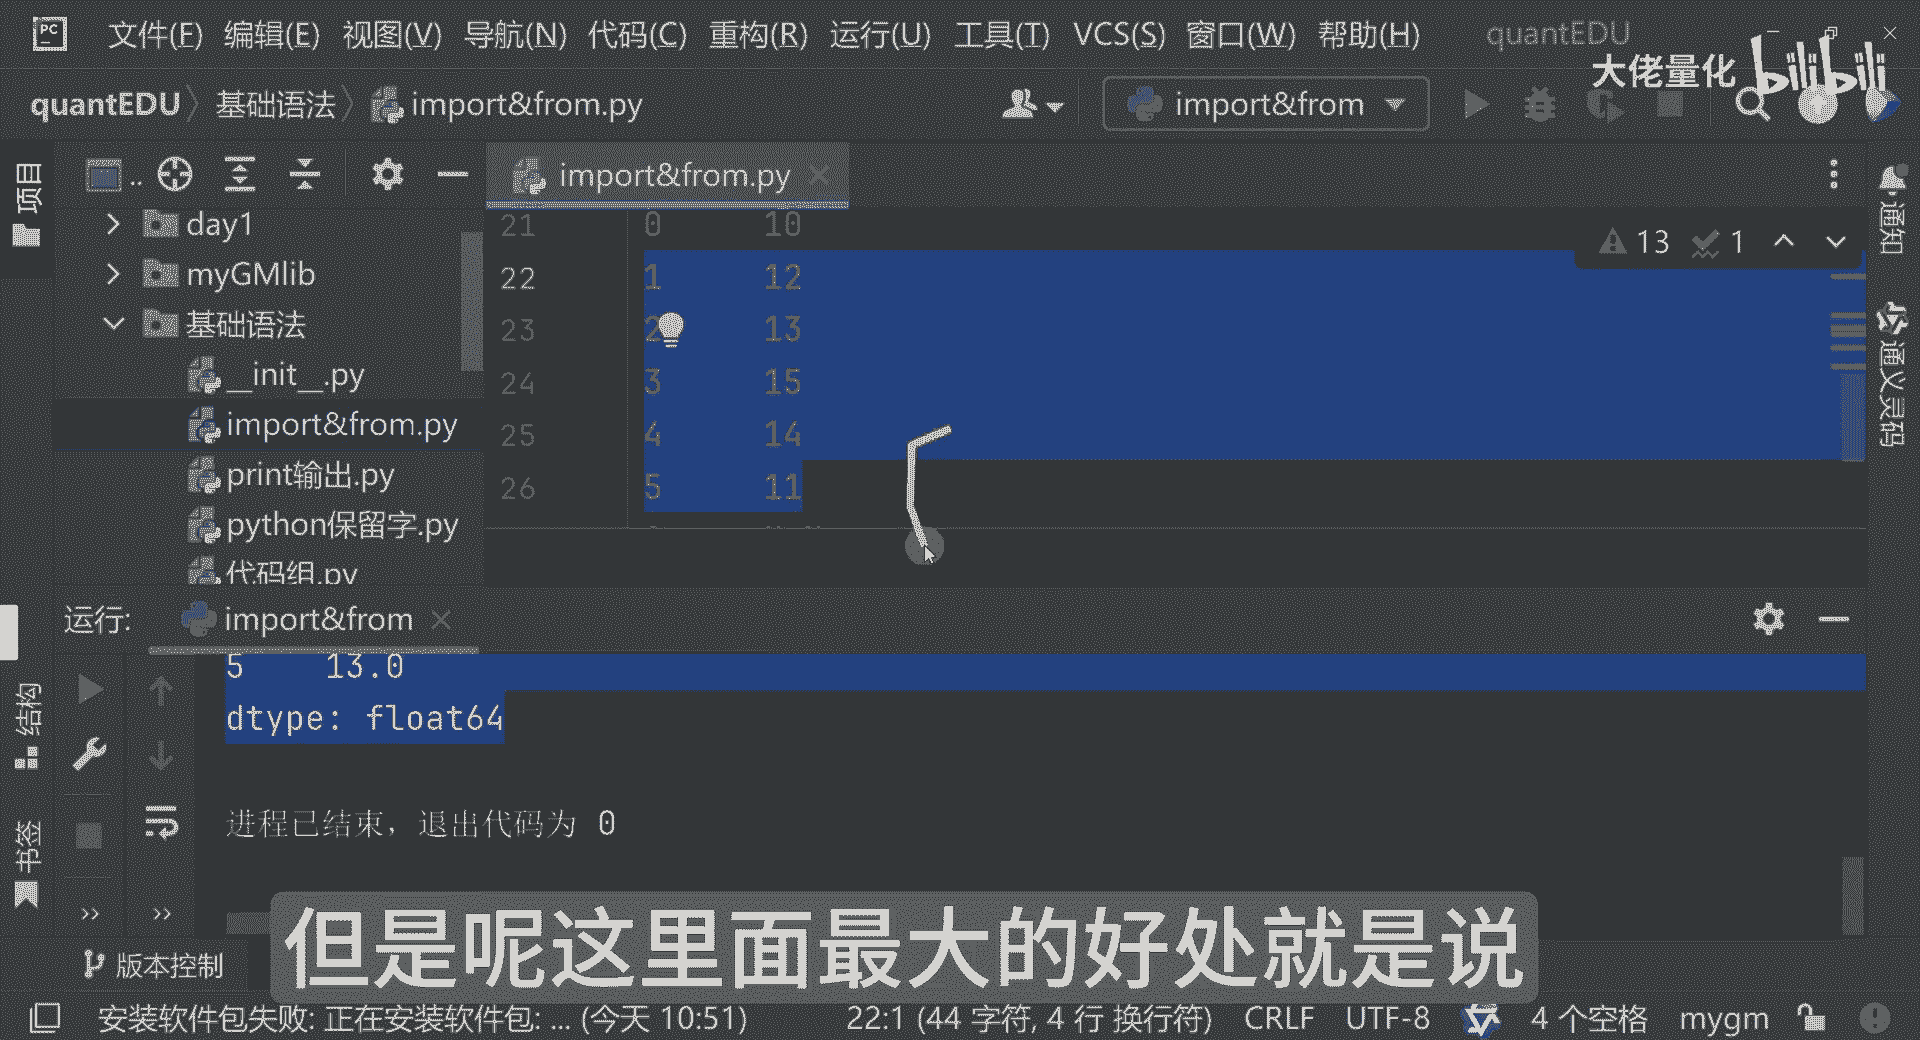 PC 文件(F) 编辑(E) 视图(V) 导航(N) 代码(C) 重构(R) 运行(U) 工具(T) VCS(S) 窗口(W) 帮助(H) quantEDU
大佬量化 bilibili
quantEDU 基础语法 import&from.py import&from
项目
..
import&from.py
通知
day1
myGMlib
基础语法
__init__.py
import&from.py
print输出.py
python保留字.py
代码组.py
21 0 10
13 1
22 1 12
23 2 13
24 3 15
25 4 14
26 5 11
通义灵码
运行: import&from
5 13.0
dtype: float64
进程已结束，退出代码为 0
结构
书签
但是呢这里面最大的好处就是说
版本控制
安装软件包失败: 正在安装软件包: ... (今天 10:51) 22:1 (44 字符, 4 行 换行符) CRLF UTF-8 4 个空格 mygm